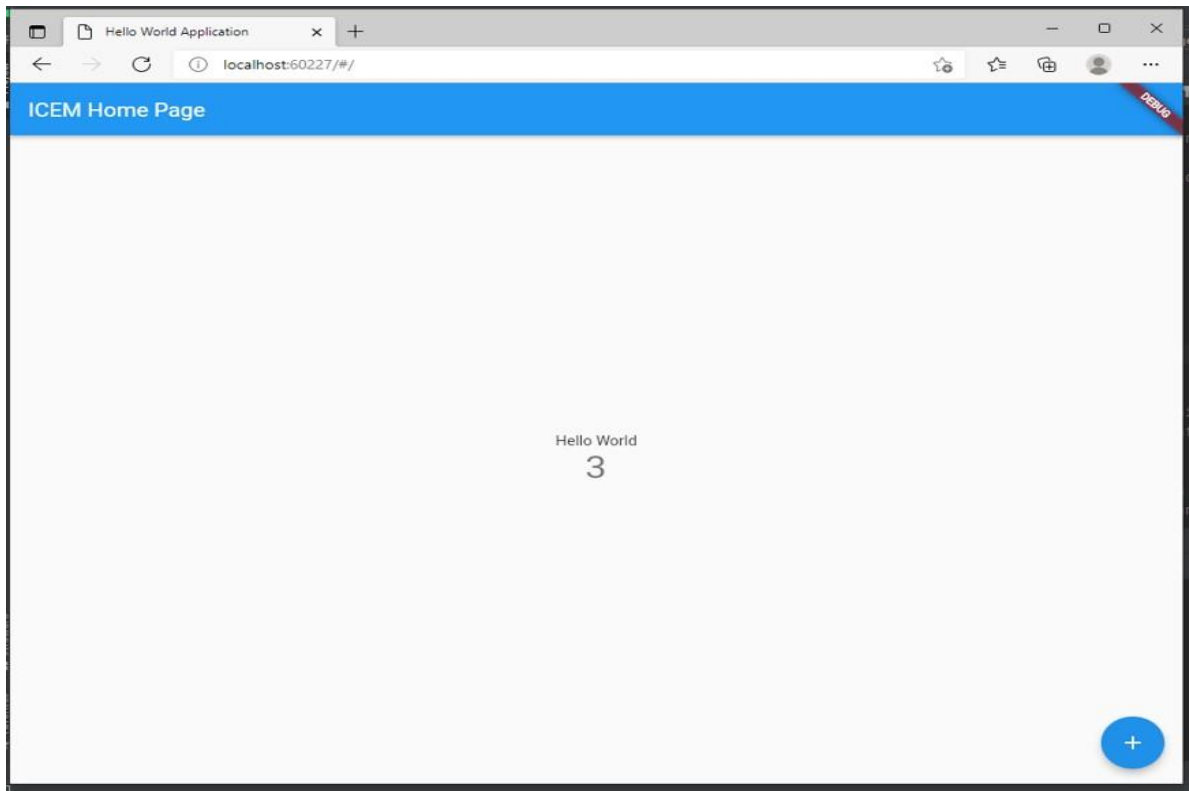 Hello World Application
localhost:60227/#/
ICEM Home Page
DEBUG
Hello World
3